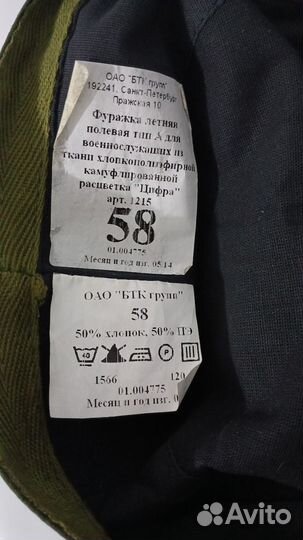 ОАО "БТК групп"
192241, Санкт-Петербург
Пражская 10
Фуражка летняя
полевая тип А для
военнослужащих из
ткани хлопкополиэфирной
камуфлированной
расцветка "Цифра"
арт. 1215
58
01.004775
Месяц и год изг. 05.14
ОАО "БТК групп"
58
50% хлопок, 50% ПЭ
40 P
1566 120
01.004775
Месяц и год изг. 0
Avito